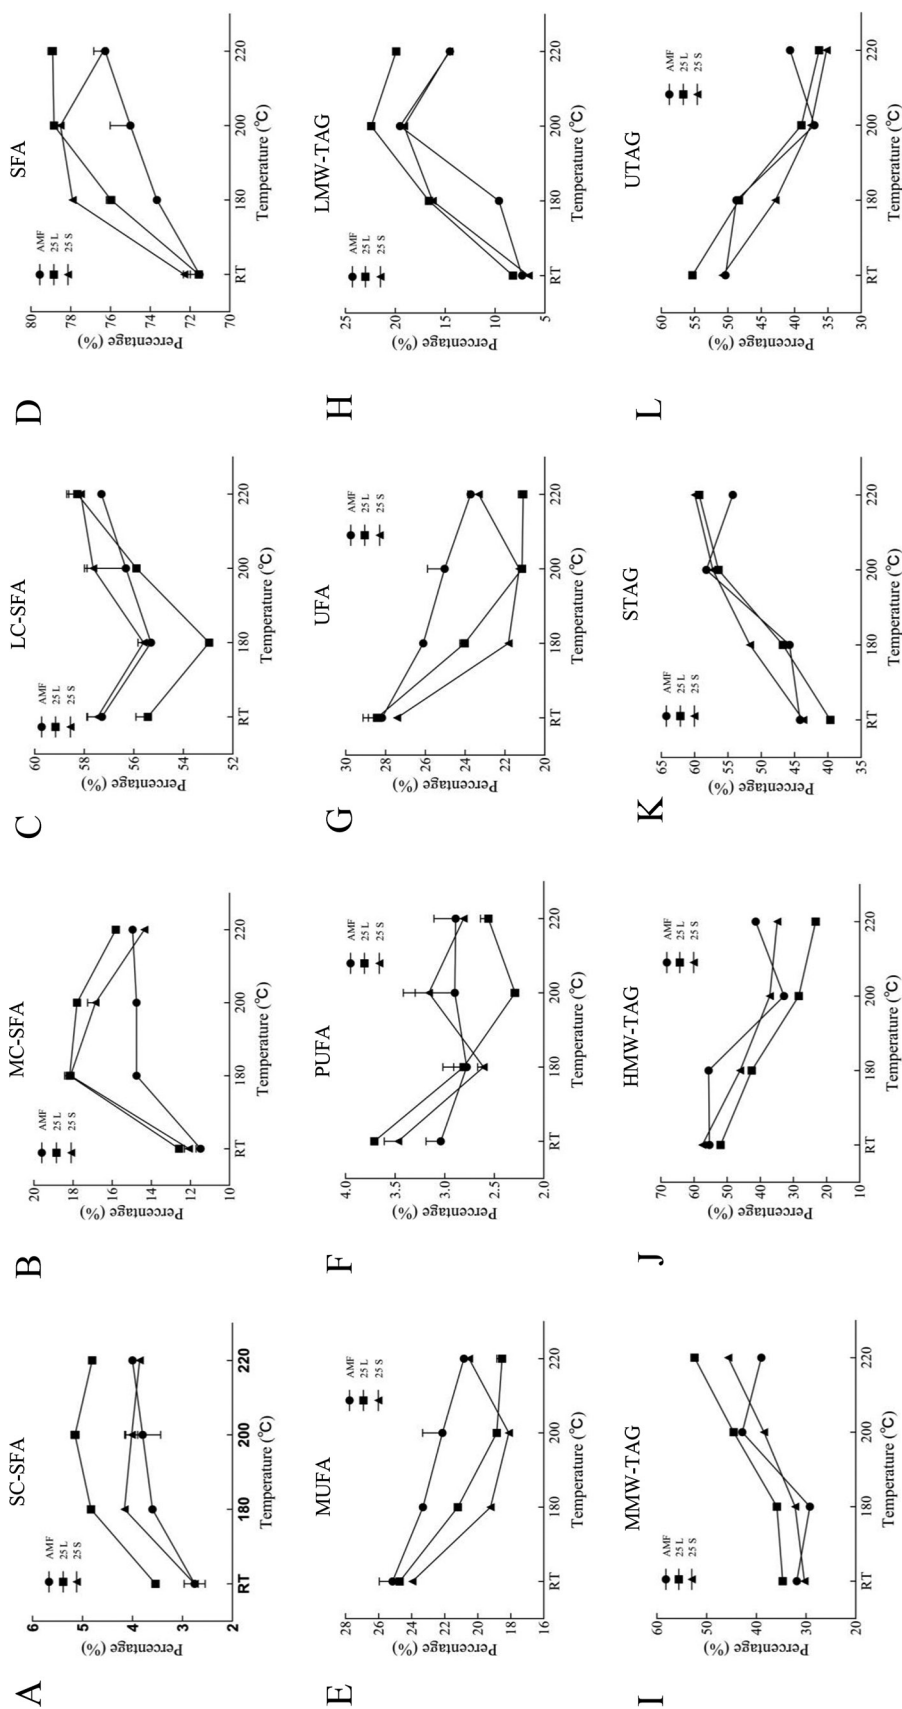 A
SC-SFA
AMF
25 L
25 S
Percentage (%)
6
5
4
3
2
RT
180
200
220
Temperature (℃)
B
MC-SFA
AMF
25 L
25 S
Percentage (%)
20
18
16
14
12
10
RT
180
200
220
Temperature (℃)
C
LC-SFA
AMF
25 L
25 S
Percentage (%)
60
58
56
54
52
RT
180
200
220
Temperature (℃)
D
SFA
AMF
25 L
25 S
Percentage (%)
80
78
76
74
72
70
RT
180
200
220
Temperature (℃)
E
MUFA
AMF
25 L
25 S
Percentage (%)
28
26
24
22
20
18
16
RT
180
200
220
Temperature (℃)
F
PUFA
AMF
25 L
25 S
Percentage (%)
4.0
3.5
3.0
2.5
2.0
RT
180
200
220
Temperature (℃)
G
UFA
AMF
25 L
25 S
Percentage (%)
30
28
26
24
22
20
RT
180
200
220
Temperature (℃)
H
LMW-TAG
AMF
25 L
25 S
Percentage (%)
25
20
15
10
5
RT
180
200
220
Temperature (℃)
I
MMW-TAG
AMF
25 L
25 S
Percentage (%)
60
50
40
30
20
RT
180
200
220
Temperature (℃)
J
HMW-TAG
AMF
25 L
25 S
Percentage (%)
70
60
50
40
30
20
10
RT
180
200
220
Temperature (℃)
K
STAG
AMF
25 L
25 S
Percentage (%)
65
60
55
50
45
40
35
RT
180
200
220
Temperature (℃)
L
UTAG
AMF
25 L
25 S
Percentage (%)
60
55
50
45
40
35
30
RT
180
200
220
Temperature (℃)